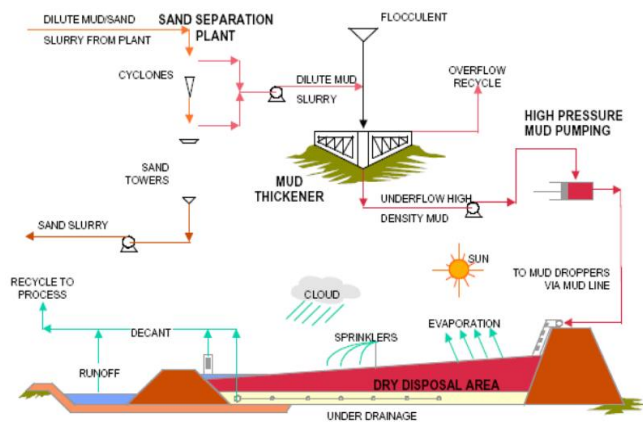 DILUTE MUD/SAND
SLURRY FROM PLANT
SAND SEPARATION
PLANT
FLOCCULENT
CYCLONES
DILUTE MUD
SLURRY
OVERFLOW
RECYCLE
HIGH PRESSURE
MUD PUMPING
SAND
TOWERS
MUD
THICKENER
UNDERFLOW HIGH
DENSITY MUD
SAND SLURRY
SUN
TO MUD DROPPERS
VIA MUD LINE
RECYCLE TO
PROCESS
CLOUD
DECANT
SPRINKLERS
EVAPORATION
RUNOFF
DRY DISPOSAL AREA
UNDER DRAINAGE